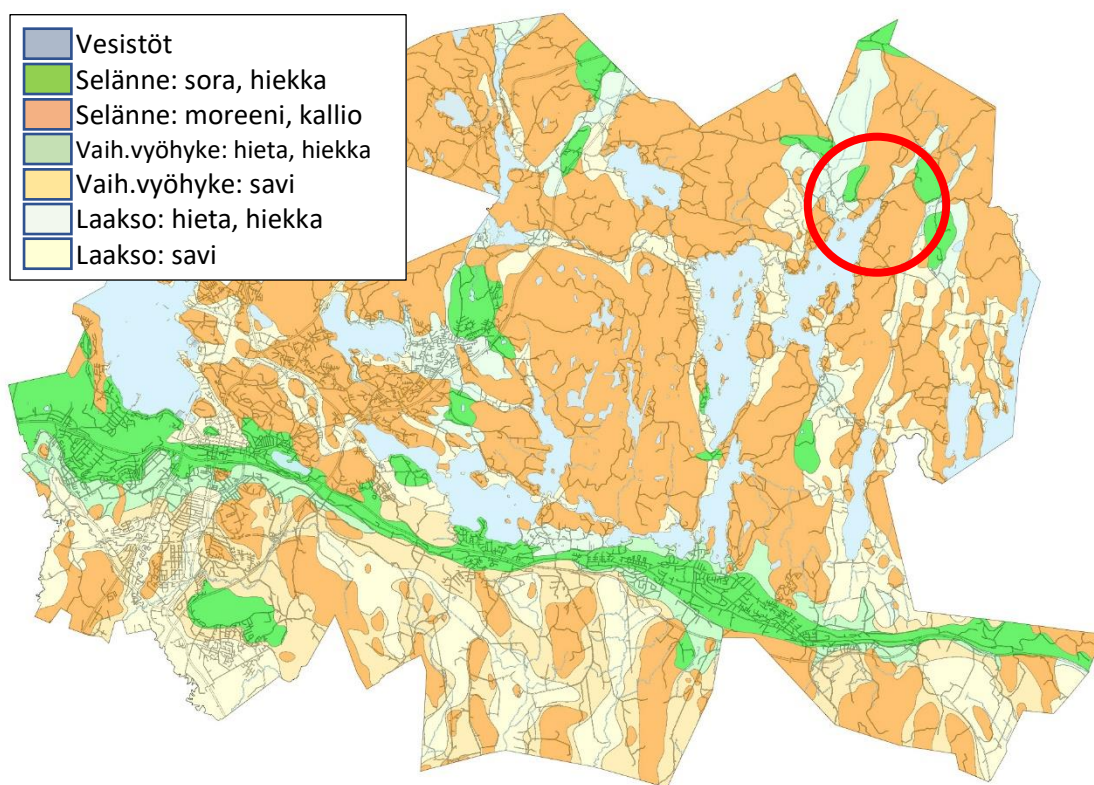 Vesistöt
Selänne: sora, hiekka
Selänne: moreeni, kallio
Vaih.vyöhyke: hieta, hiekka
Vaih.vyöhyke: savi
Laakso: hieta, hiekka
Laakso: savi